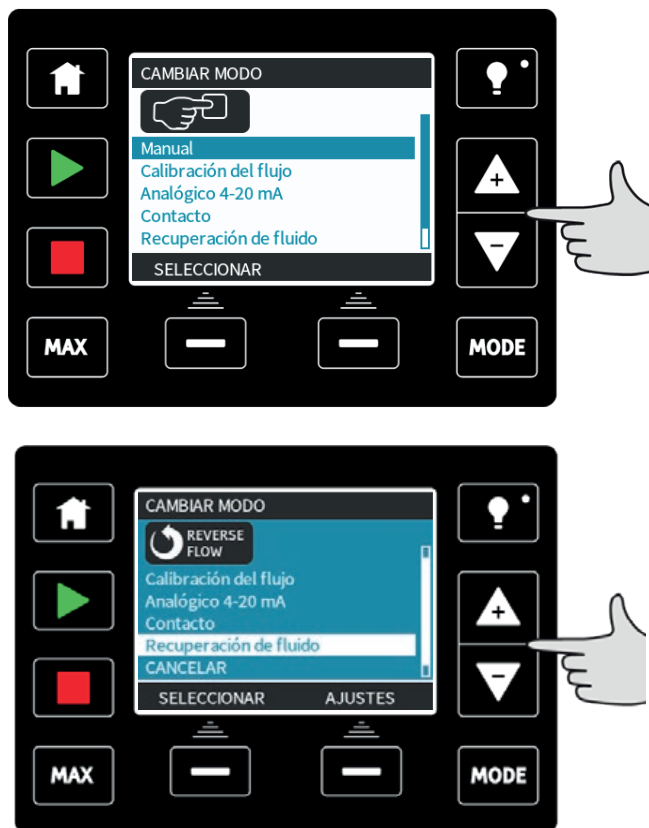 CAMBIAR MODO
Manual
Calibración del flujo
Analógico 4-20 mA
Contacto
Recuperación de fluido
SELECCIONAR
+
−
MAX
MODE
CAMBIAR MODO
REVERSE
FLOW
Calibración del flujo
Analógico 4-20 mA
Contacto
Recuperación de fluido
CANCELAR
SELECCIONAR AJUSTES
+
−
MAX
MODE